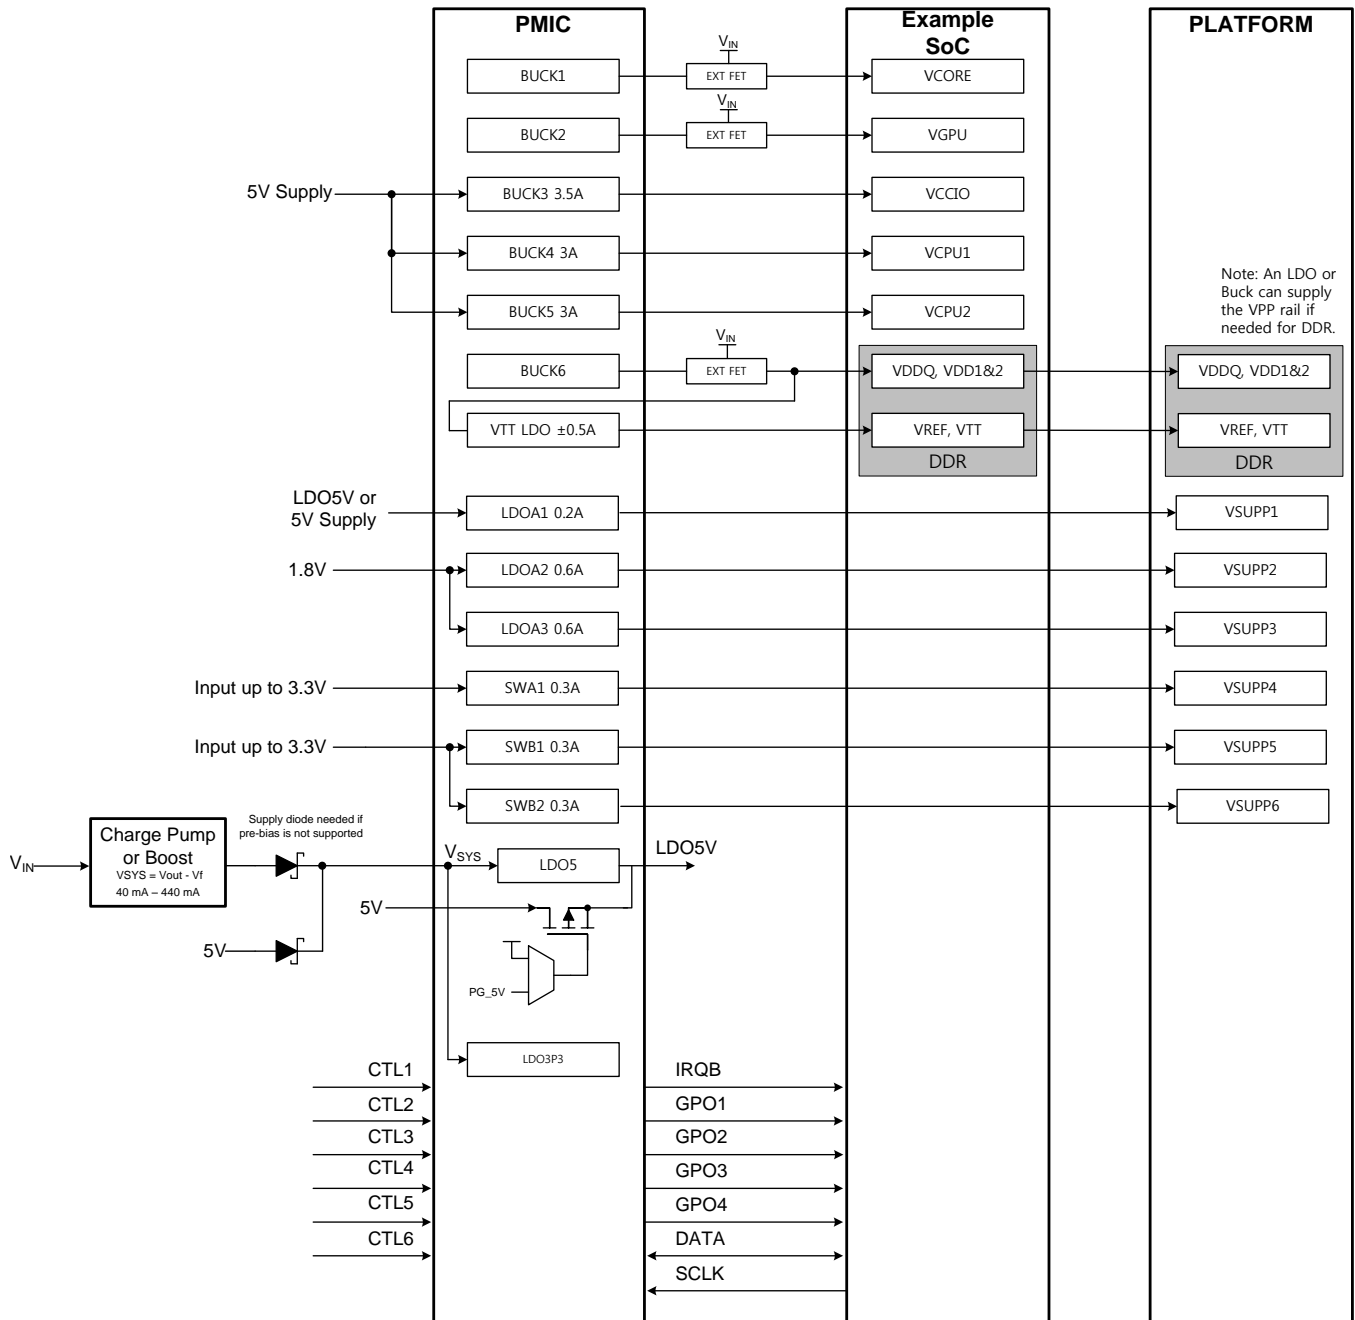 PMIC
Example
SoC
PLATFORM
VIN
BUCK1
EXT FET
VCORE
VIN
BUCK2
EXT FET
VGPU
5V Supply
BUCK3 3.5A
VCCIO
BUCK4 3A
VCPU1
Note: An LDO or
Buck can supply
the VPP rail if
needed for DDR.
BUCK5 3A
VCPU2
VIN
BUCK6
EXT FET
VDDQ, VDD1&2
VDDQ, VDD1&2
VTT LDO ±0.5A
VREF, VTT
VREF, VTT
DDR
DDR
LDO5V or
5V Supply
LDOA1 0.2A
VSUPP1
1.8V
LDOA2 0.6A
VSUPP2
LDOA3 0.6A
VSUPP3
Input up to 3.3V
SWA1 0.3A
VSUPP4
Input up to 3.3V
SWB1 0.3A
VSUPP5
SWB2 0.3A
VSUPP6
Supply diode needed if
pre-bias is not supported
VIN
Charge Pump
or Boost
VSYS = Vout - Vf
40 mA – 440 mA
VSYS
LDO5
LDO5V
5V
5V
PG_5V
LDO3P3
CTL1
IRQB
CTL2
GPO1
CTL3
GPO2
CTL4
GPO3
CTL5
GPO4
CTL6
DATA
SCLK